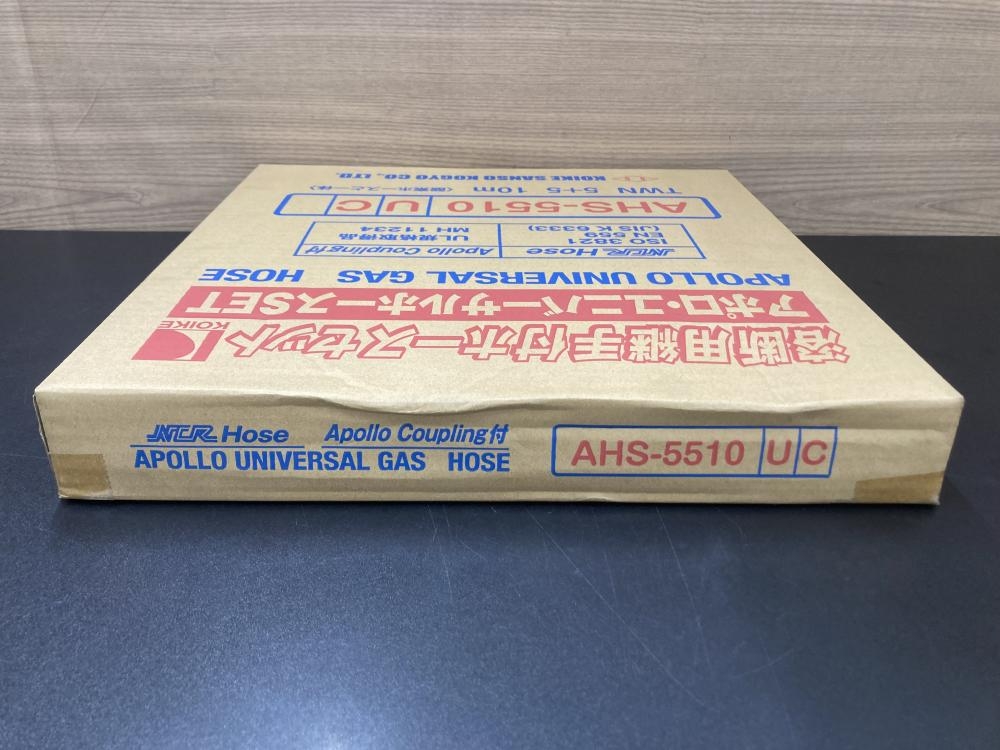 溶断用継手付ホースセット
KOIKE
アポロ・ユニバーサルホースSET
APOLLO UNIVERSAL GAS HOSE
Hose
ISO 3821
EN 559
(JIS K 6333)
Apollo Coupling付
UL規格取得品
MH 11234
AHS-5510 U C
TWN 5+5 10m
KOIKE SANSO KOGYO CO., LTD.
Hose Apollo Coupling付
APOLLO UNIVERSAL GAS HOSE
AHS-5510 U C